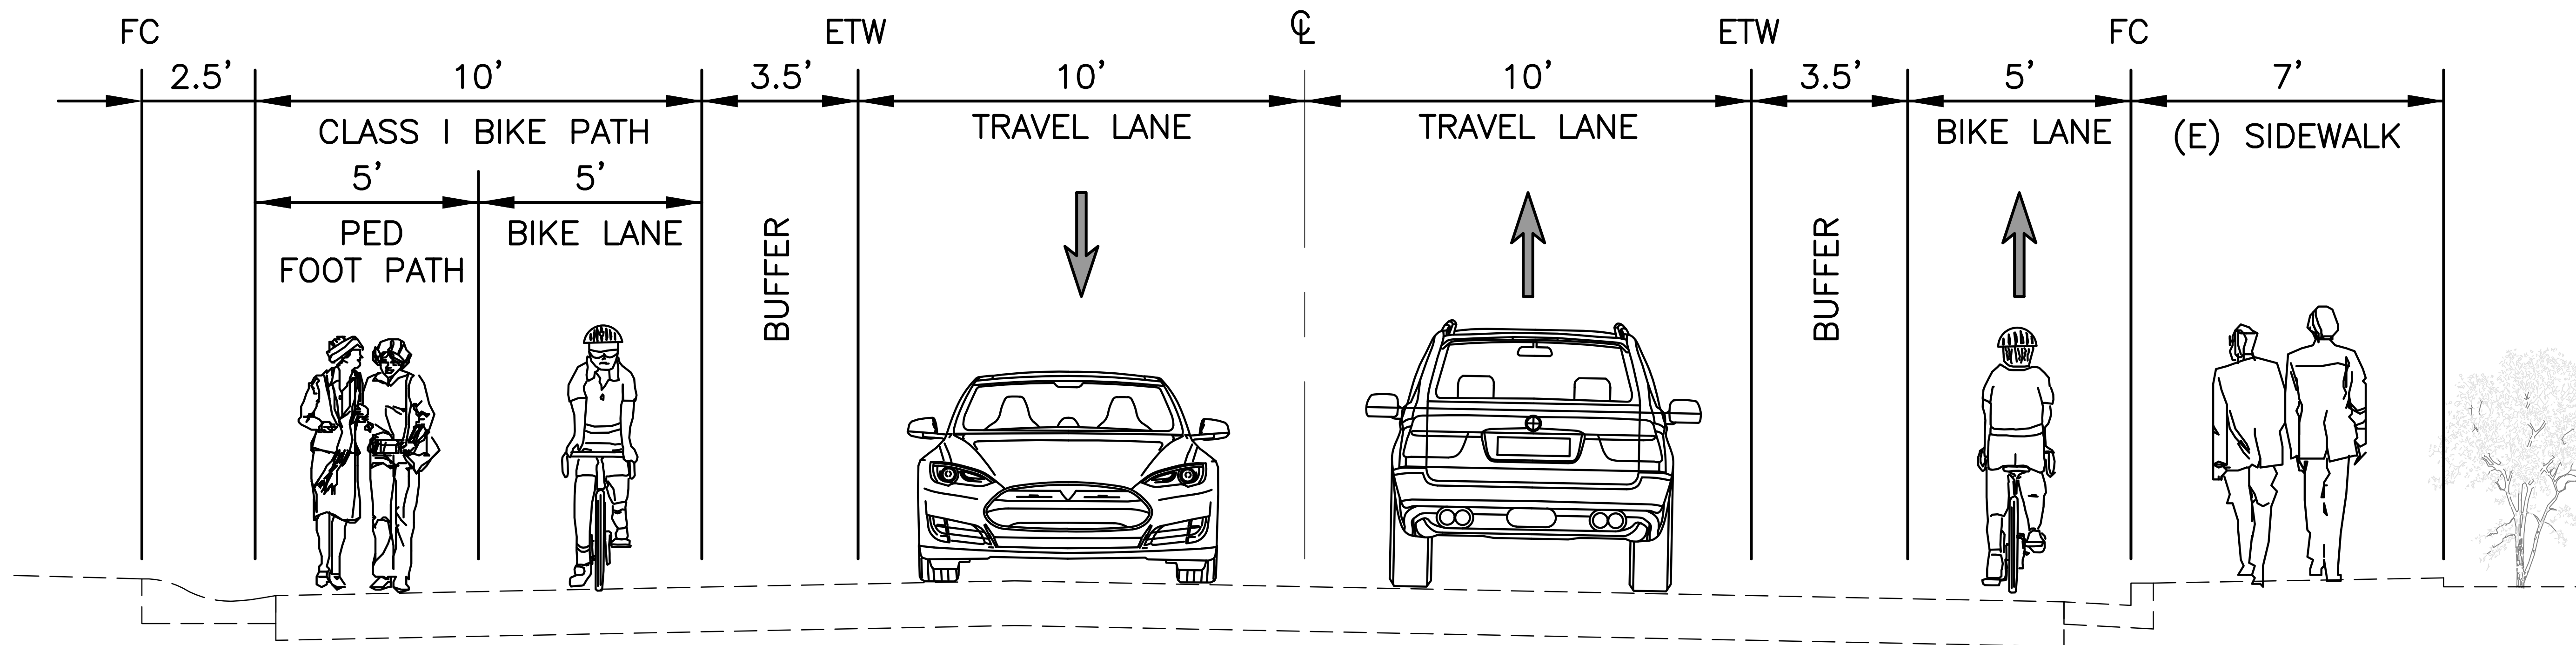 FC
ETW
℄
ETW
FC
2.5’
10’
3.5’
10’
10’
3.5’
5’
7’
CLASS I BIKE PATH
TRAVEL LANE
TRAVEL LANE
BIKE LANE
(E) SIDEWALK
5’
5’
PED
FOOT PATH
BIKE LANE
BUFFER
BUFFER